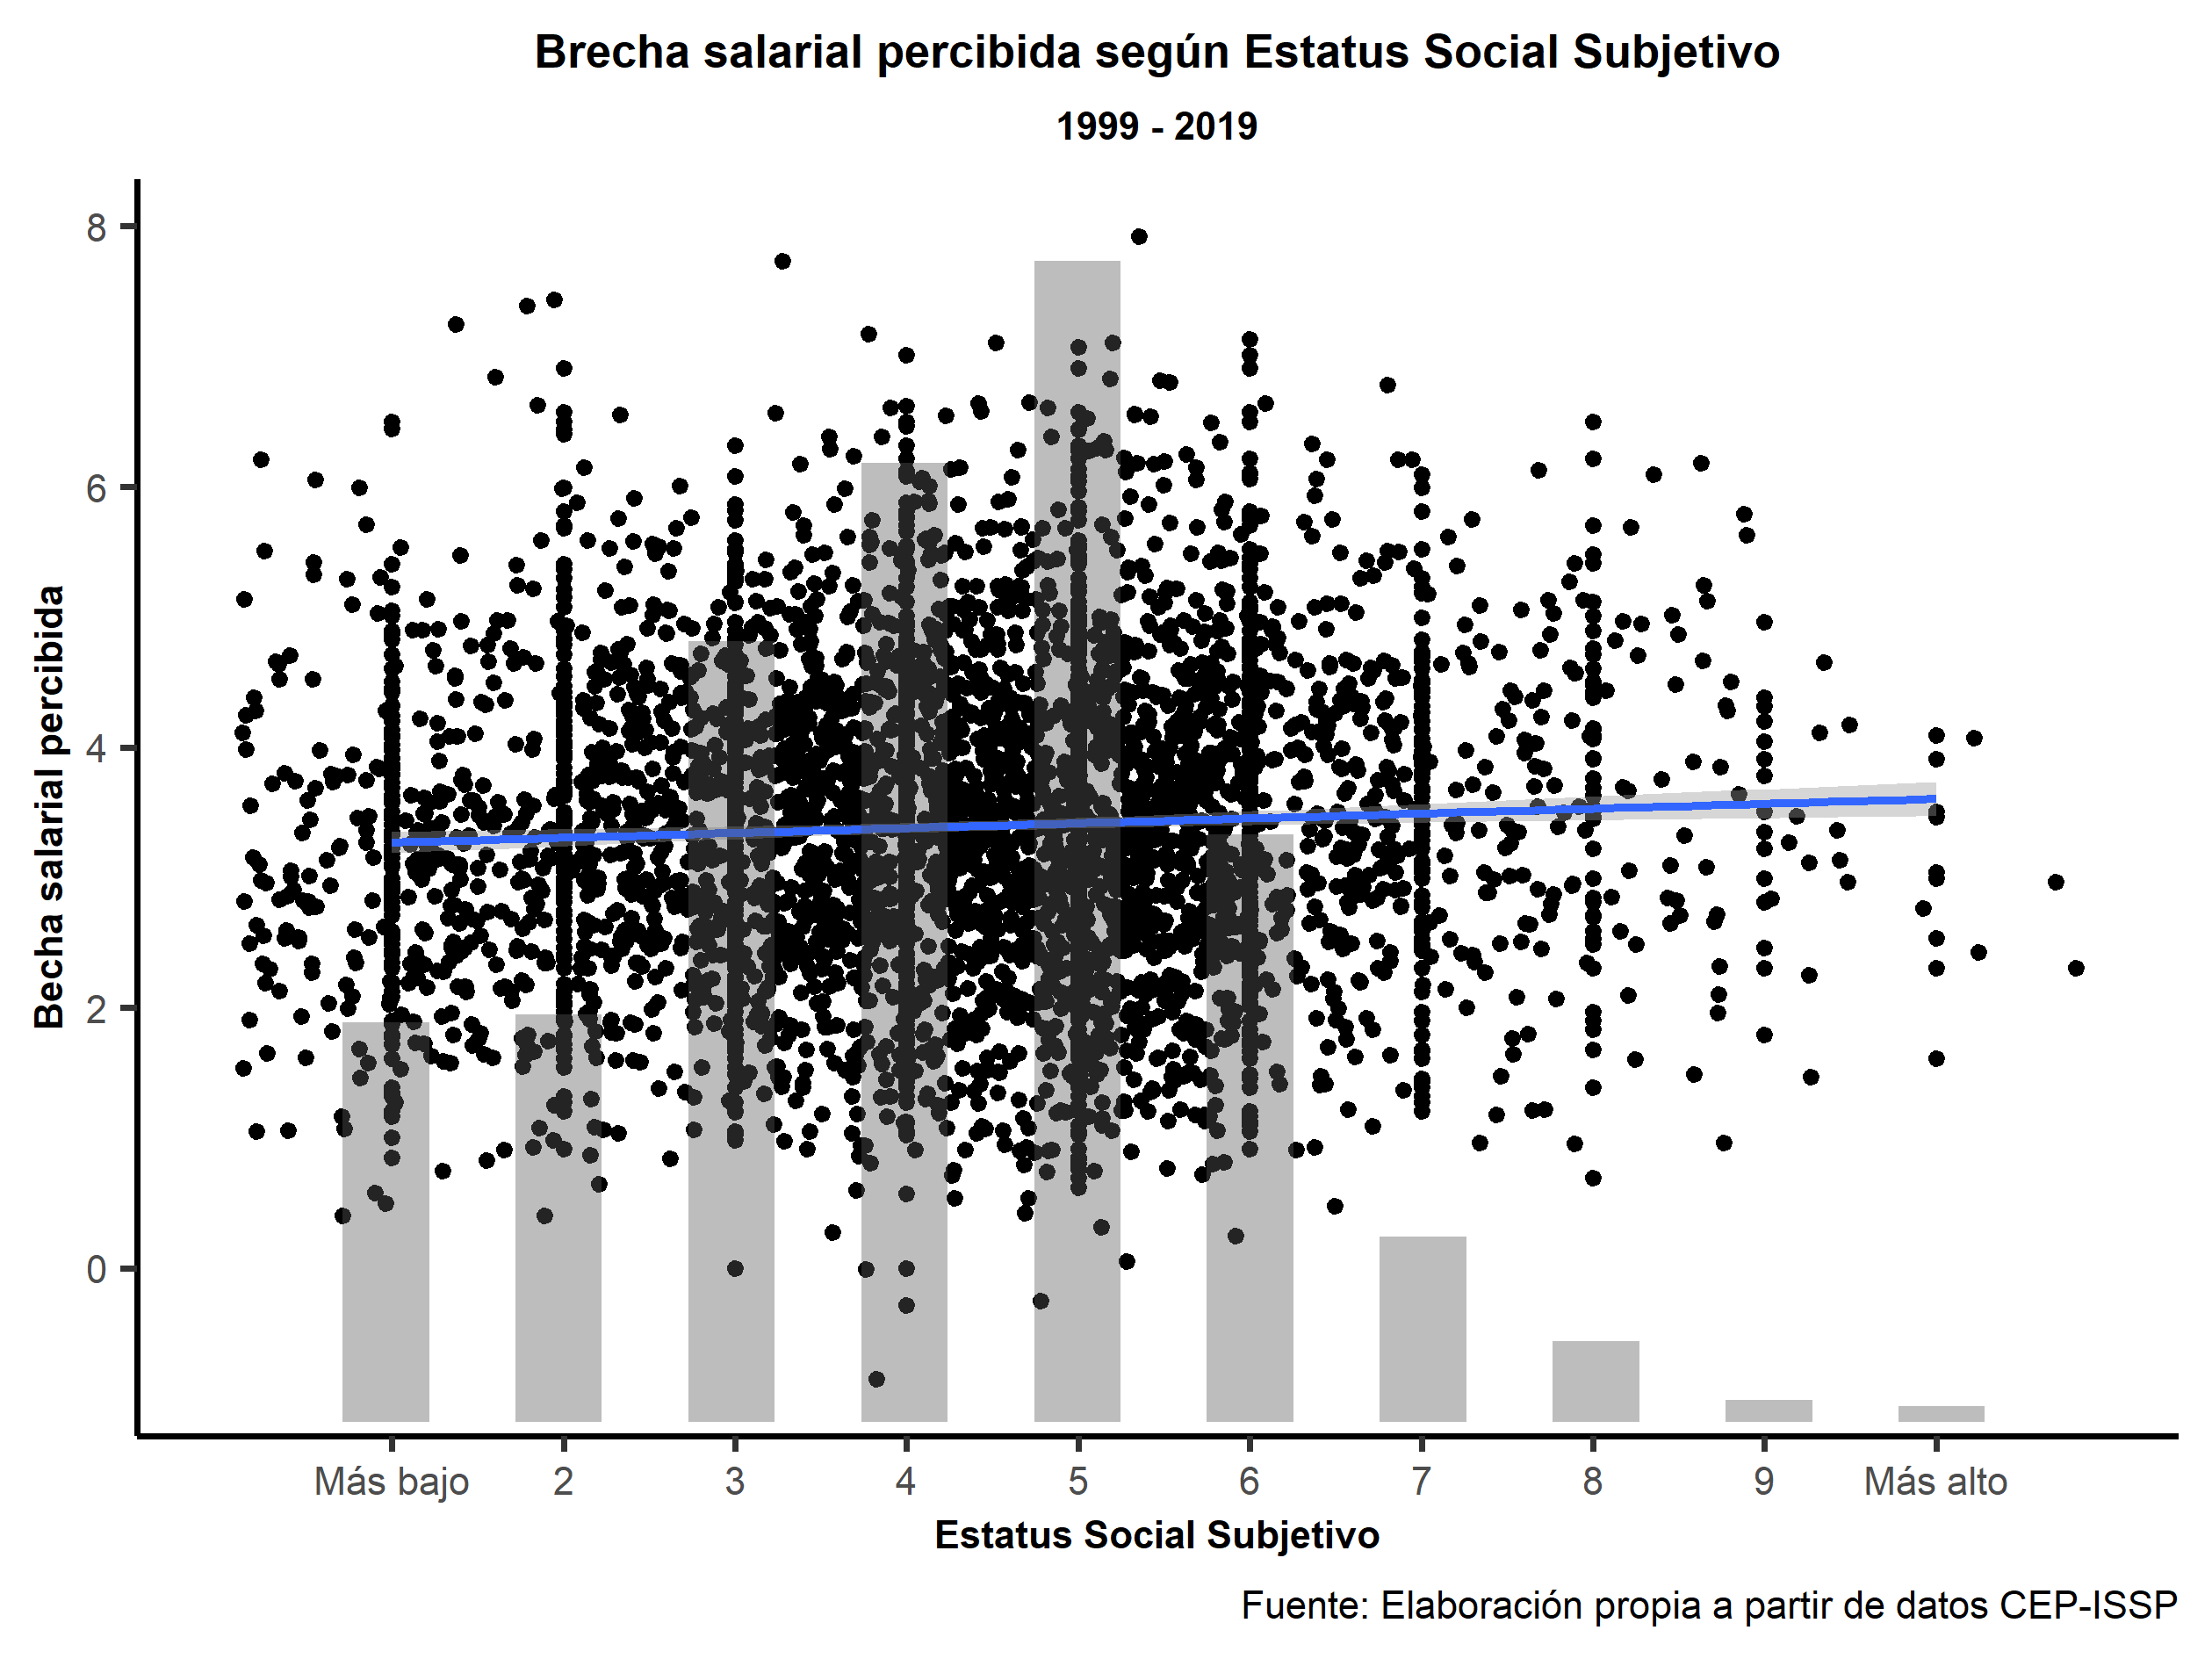 Brecha salarial percibida según Estatus Social Subjetivo
1999 - 2019
Becha salarial percibida
8
6
4
2
0
Más bajo 2 3 4 5 6 7 8 9 Más alto
Estatus Social Subjetivo
Fuente: Elaboración propia a partir de datos CEP-ISSP